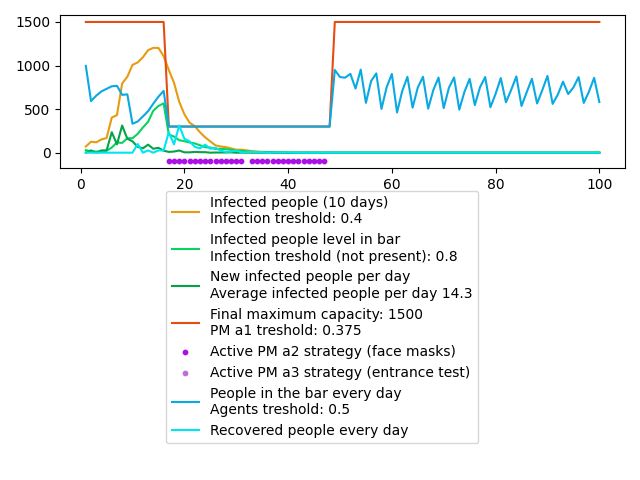 1500
1000
500
0
0 20 40 60 80 100
Infected people (10 days)
Infection treshold: 0.4
Infected people level in bar
Infection treshold (not present): 0.8
New infected people per day
Average infected people per day 14.3
Final maximum capacity: 1500
PM a1 treshold: 0.375
Active PM a2 strategy (face masks)
Active PM a3 strategy (entrance test)
People in the bar every day
Agents treshold: 0.5
Recovered people every day